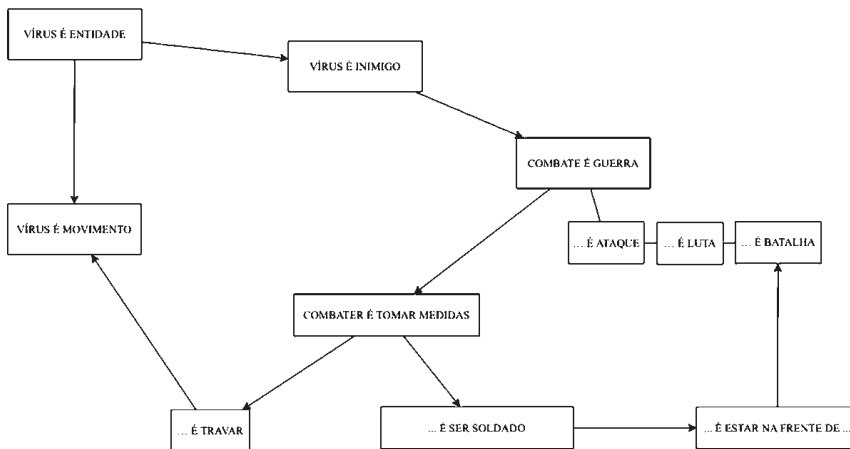 VÍRUS É ENTIDADE
VÍRUS É INIMIGO
COMBATE É GUERRA
VÍRUS É MOVIMENTO
... É ATAQUE
... É LUTA
... É BATALHA
COMBATER É TOMAR MEDIDAS
... É TRAVAR
... É SER SOLDADO
... É ESTAR NA FRENTE DE ...